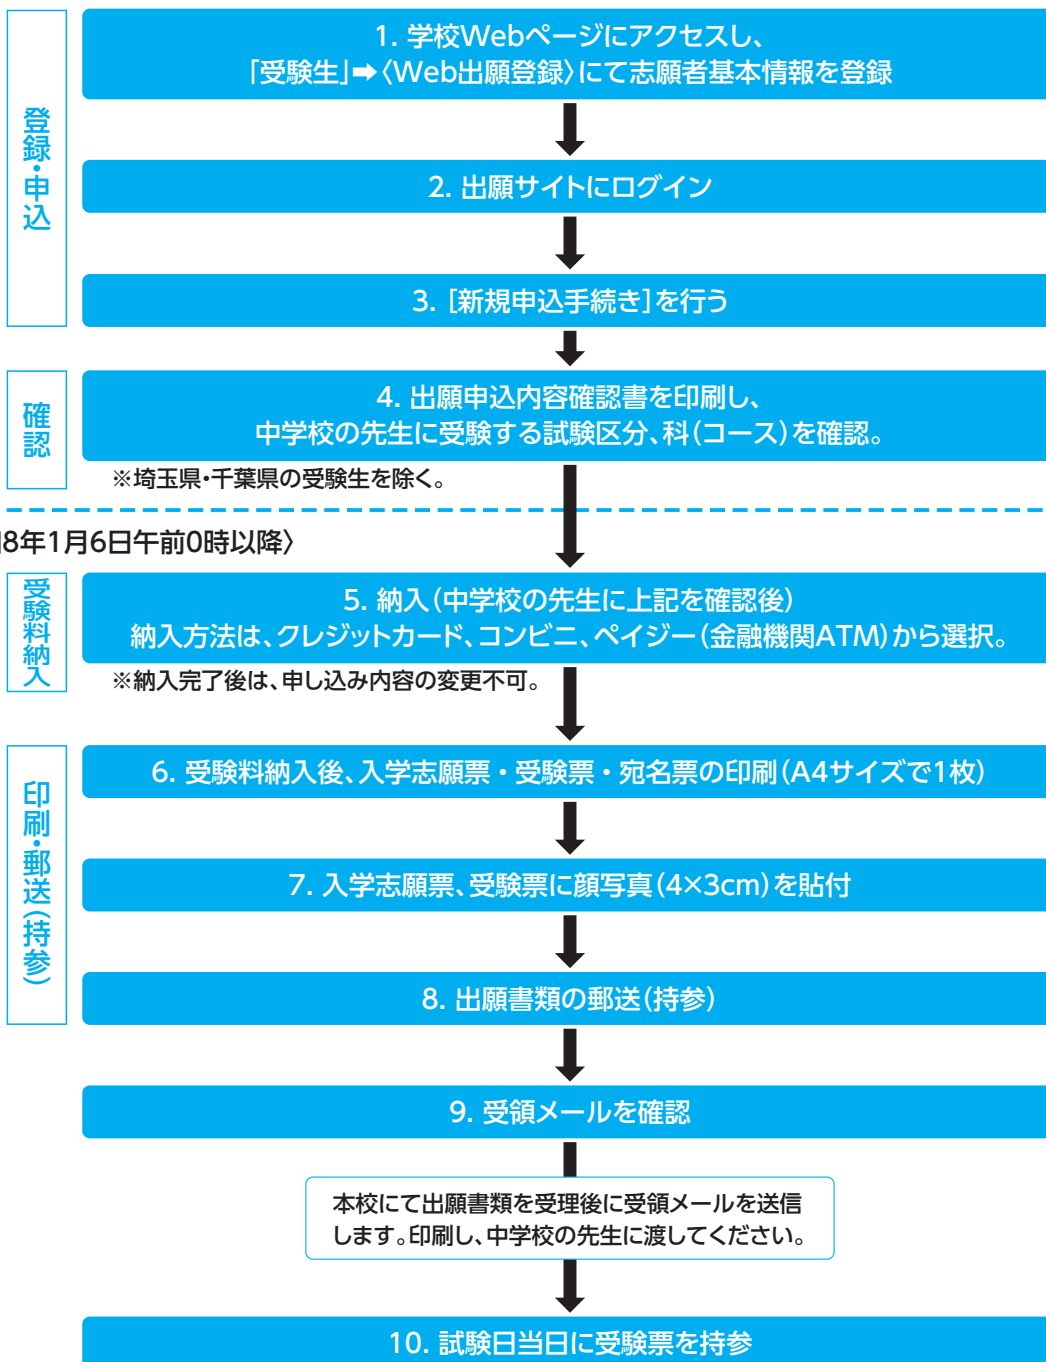 登録・申込
1. 学校Webページにアクセスし、
「受験生」➡〈Web出願登録〉にて志願者基本情報を登録
2. 出願サイトにログイン
3. [新規申込手続き]を行う
確認
4. 出願申込内容確認書を印刷し、
中学校の先生に受験する試験区分、科(コース)を確認。
※埼玉県・千葉県の受験生を除く。
8年1月6日午前0時以降〉
受験料納入
5. 納入(中学校の先生に上記を確認後)
納入方法は、クレジットカード、コンビニ、ペイジー(金融機関ATM)から選択。
※納入完了後は、申し込み内容の変更不可。
印刷・郵送(持参)
6. 受験料納入後、入学志願票・受験票・宛名票の印刷(A4サイズで1枚)
7. 入学志願票、受験票に顔写真(4×3cm)を貼付
8. 出願書類の郵送(持参)
9. 受領メールを確認
本校にて出願書類を受理後に受領メールを送信
します。印刷し、中学校の先生に渡してください。
10. 試験日当日に受験票を持参